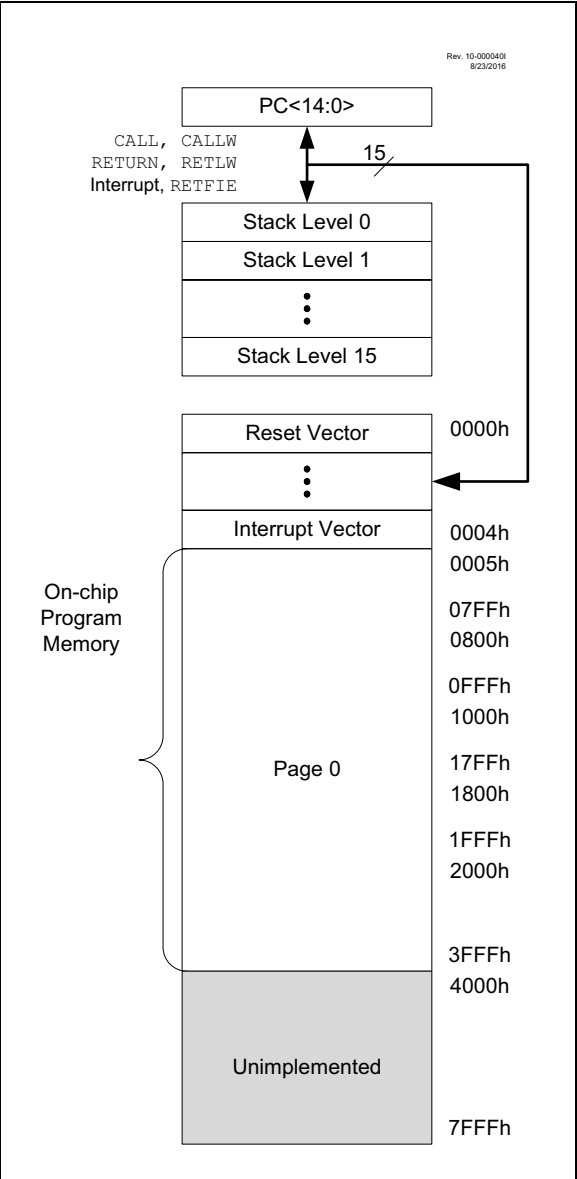 Rev. 10-000040I
8/23/2016
PC<14:0>
CALL, CALLW
RETURN, RETLW
Interrupt, RETFIE
15
Stack Level 0
Stack Level 1
Stack Level 15
Reset Vector
0000h
Interrupt Vector
0004h
0005h
On-chip
Program
Memory
07FFh
0800h
0FFFh
1000h
Page 0
17FFh
1800h
1FFFh
2000h
3FFFh
4000h
Unimplemented
7FFFh